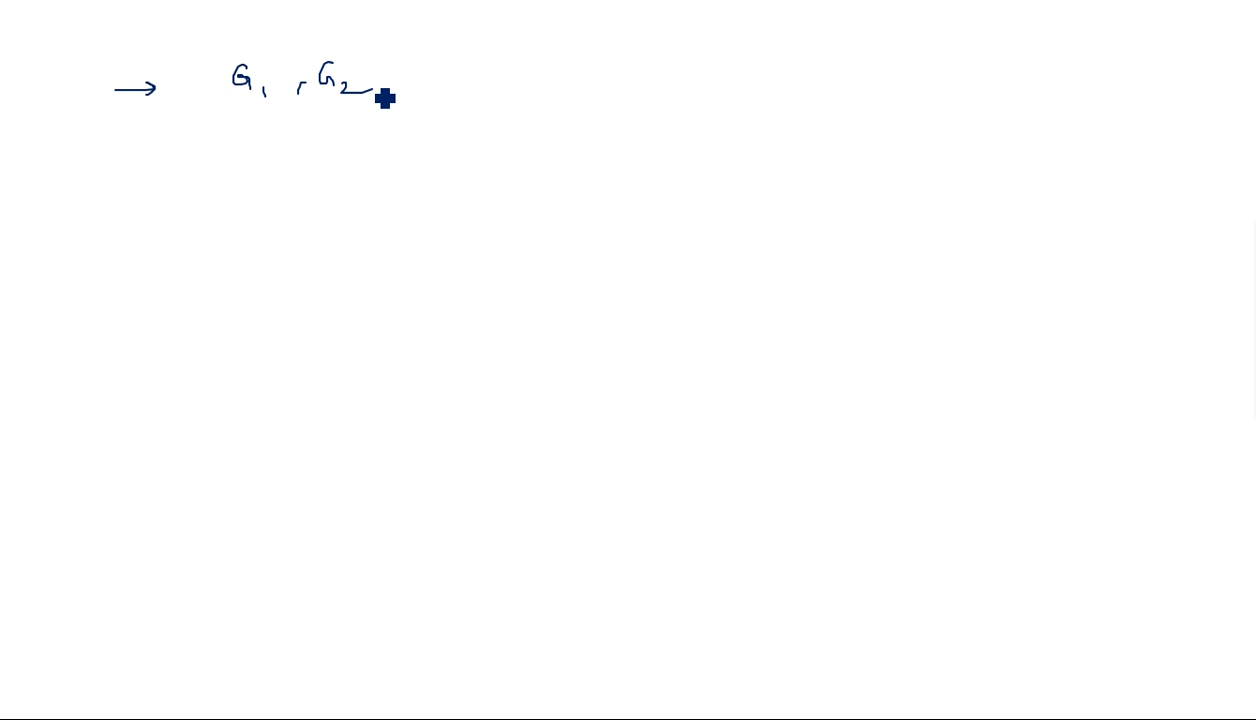 → G₁ , G₂